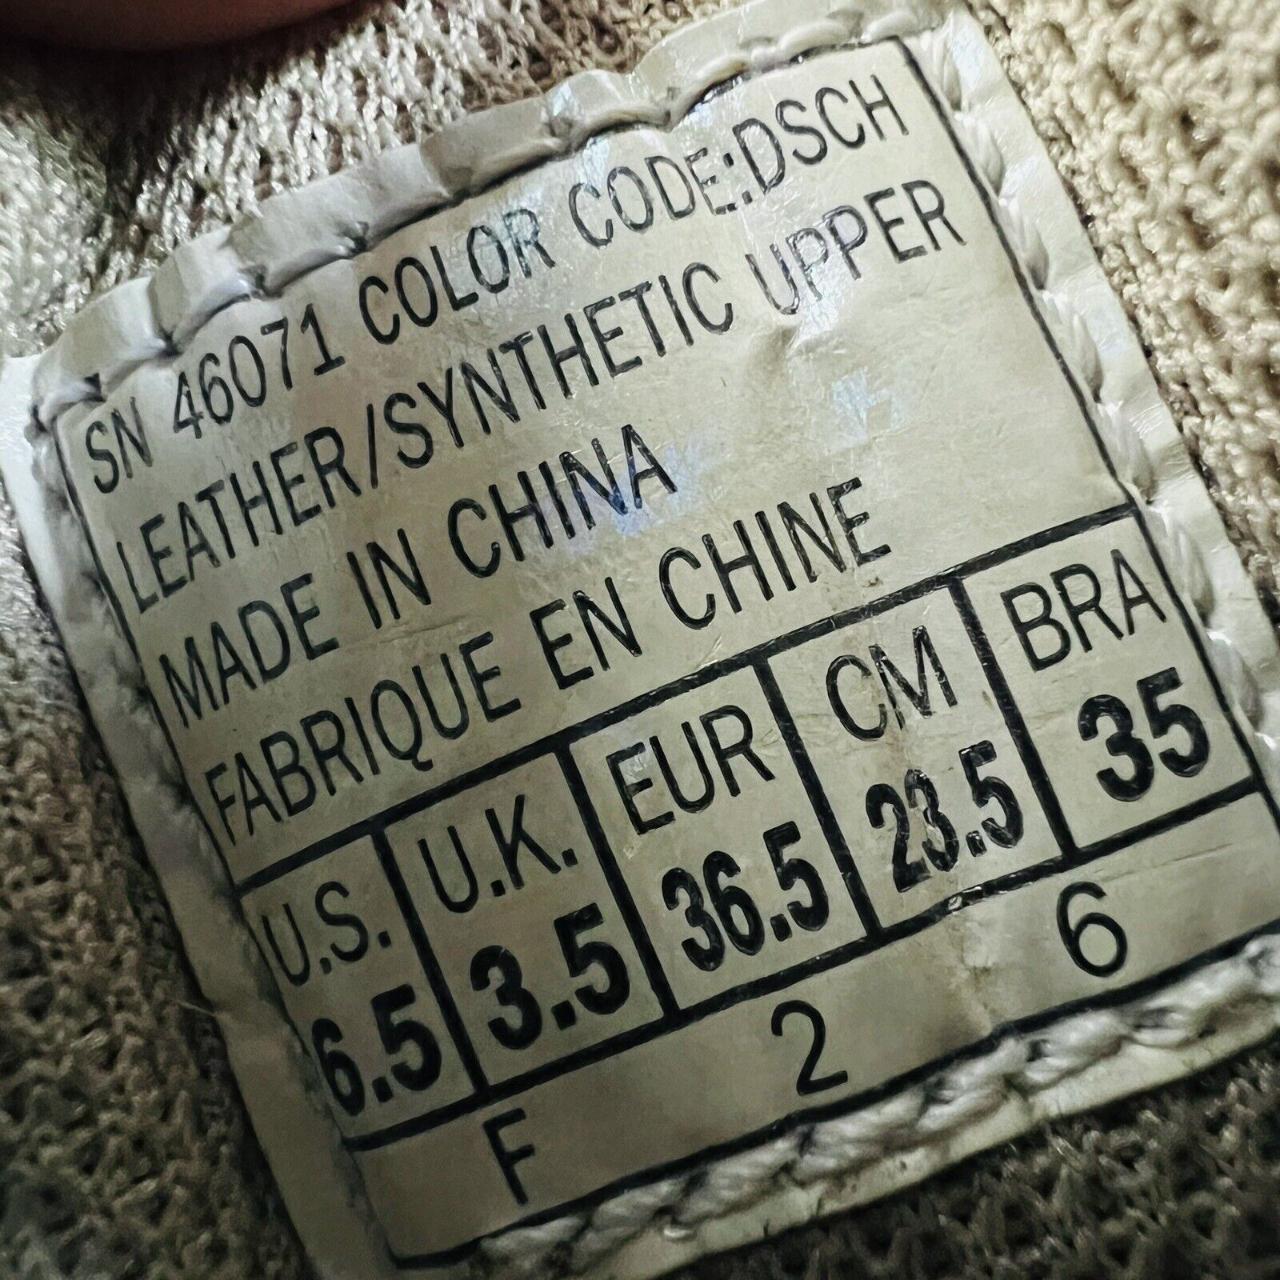 SN 46071 COLOR CODE:DSCH
LEATHER/SYNTHETIC UPPER
MADE IN CHINA
FABRIQUE EN CHINE
U.S. U.K. EUR CM BRA
6.5 3.5 36.5 23.5 35
F 2 6